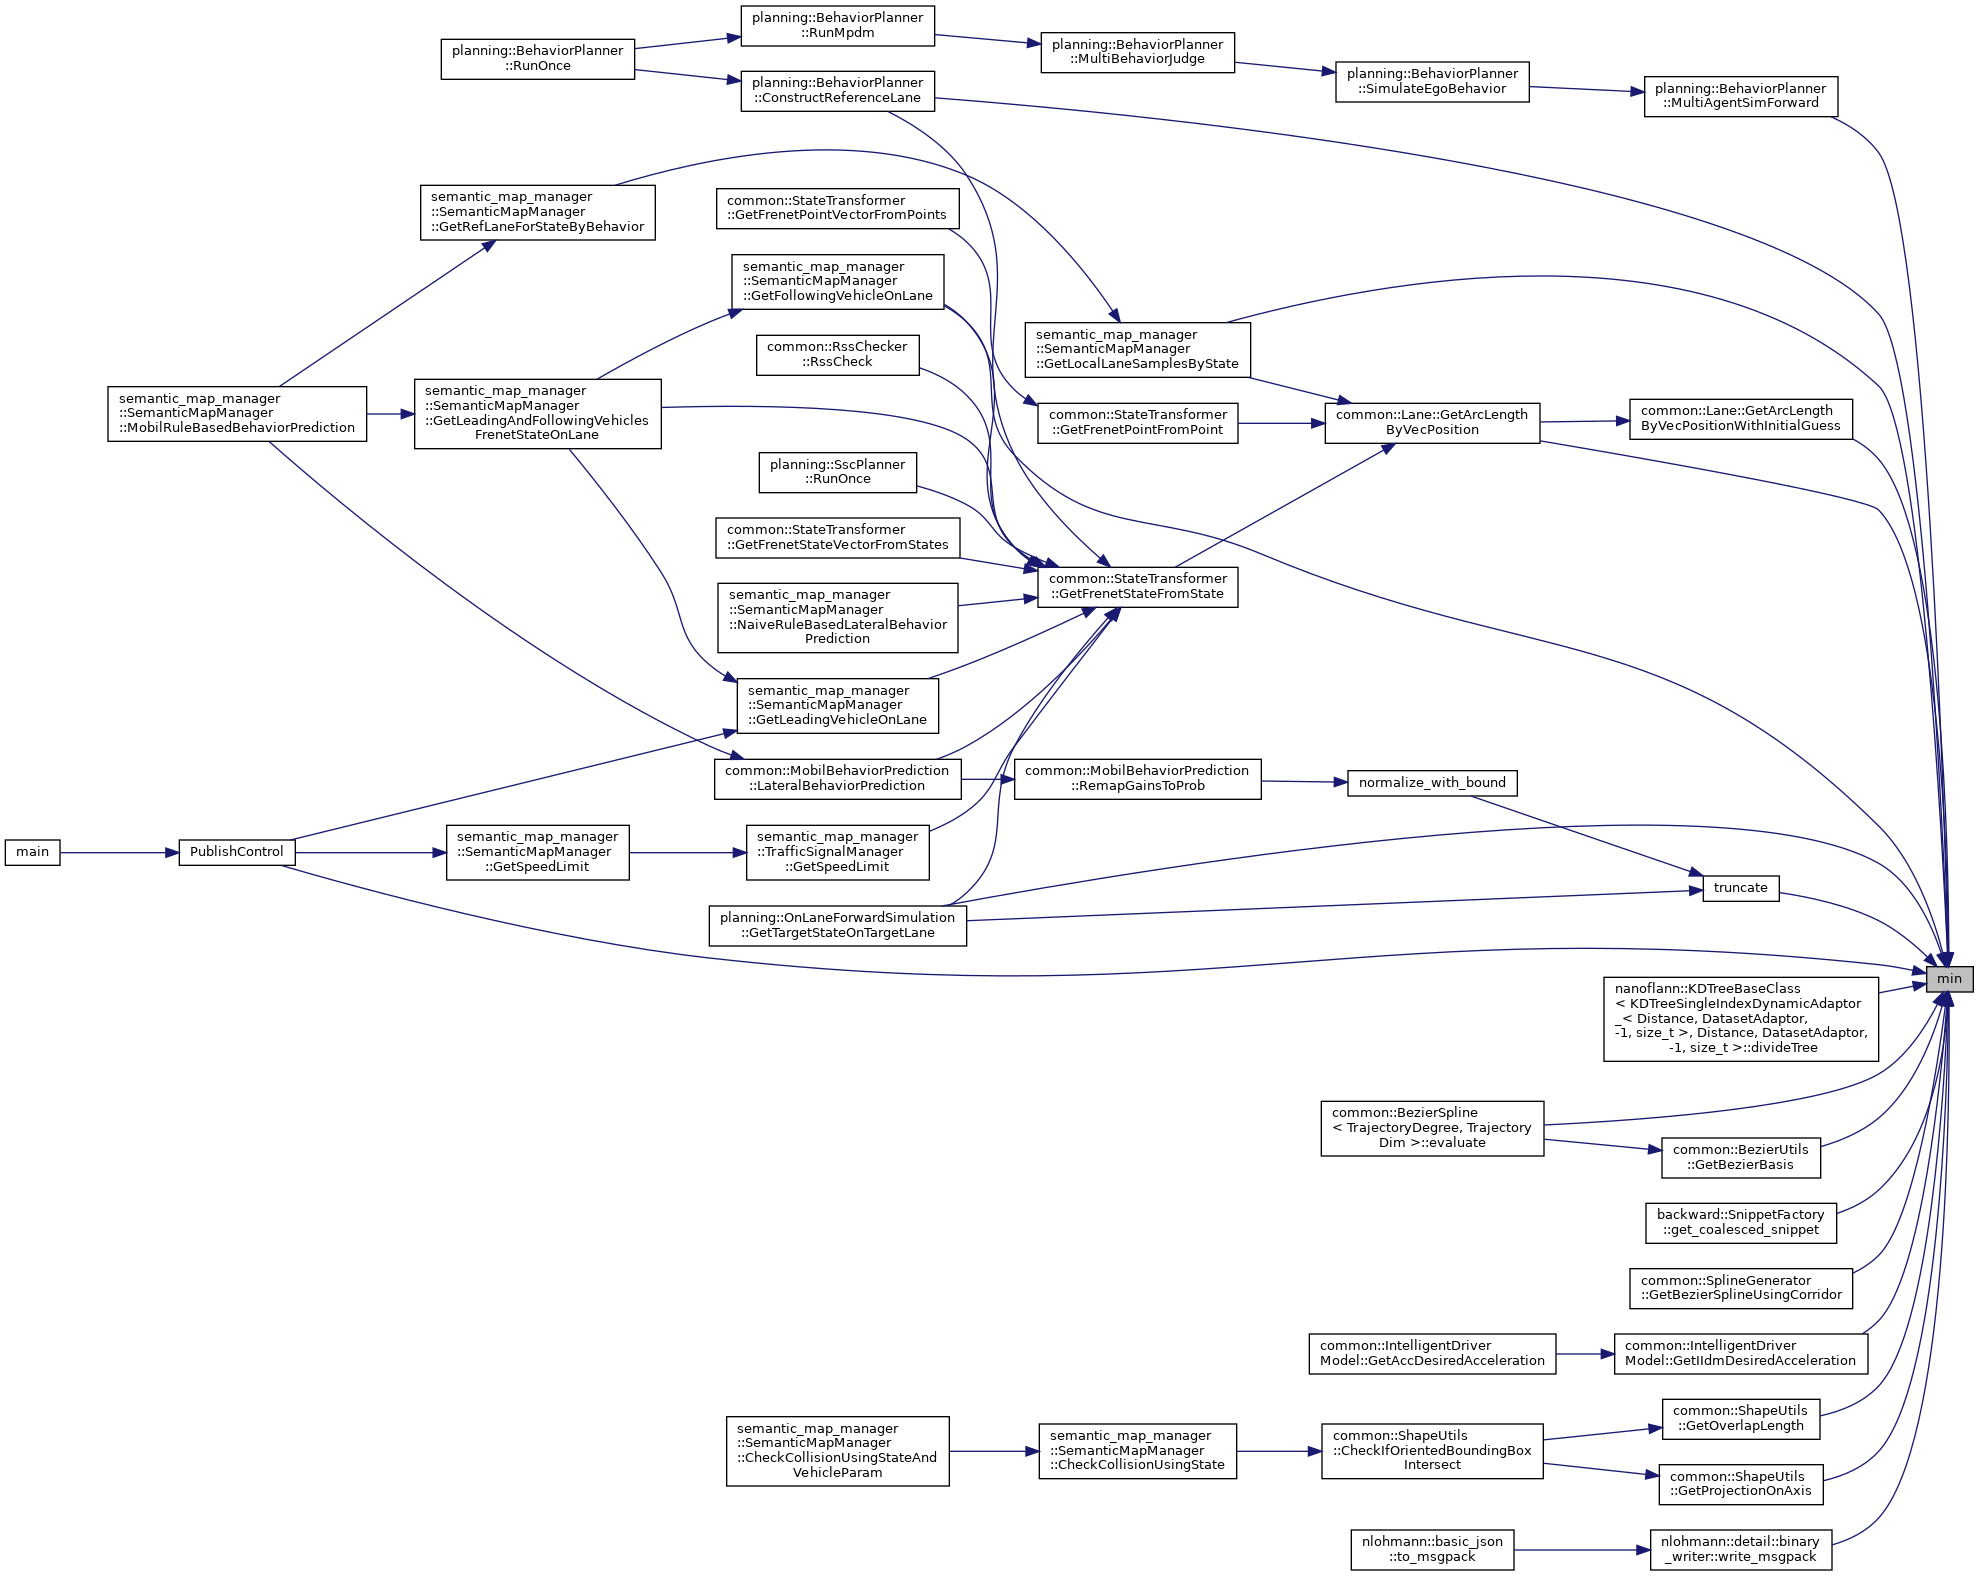 planning::BehaviorPlanner
::RunMpdm
planning::BehaviorPlanner
::RunOnce
planning::BehaviorPlanner
::MultiBehaviorJudge
planning::BehaviorPlanner
::SimulateEgoBehavior
planning::BehaviorPlanner
::ConstructReferenceLane
planning::BehaviorPlanner
::MultiAgentSimForward
semantic_map_manager
::SemanticMapManager
::GetRefLaneForStateByBehavior
common::StateTransformer
::GetFrenetPointVectorFromPoints
semantic_map_manager
::SemanticMapManager
::GetFollowingVehicleOnLane
semantic_map_manager
::SemanticMapManager
::GetLocalLaneSamplesByState
common::RssChecker
::RssCheck
semantic_map_manager
::SemanticMapManager
::MobilRuleBasedBehaviorPrediction
semantic_map_manager
::SemanticMapManager
::GetLeadingAndFollowingVehicles
FrenetStateOnLane
common::StateTransformer
::GetFrenetPointFromPoint
common::Lane::GetArcLength
ByVecPosition
common::Lane::GetArcLength
ByVecPositionWithInitialGuess
planning::SscPlanner
::RunOnce
common::StateTransformer
::GetFrenetStateVectorFromStates
common::StateTransformer
::GetFrenetStateFromState
semantic_map_manager
::SemanticMapManager
::NaiveRuleBasedLateralBehavior
Prediction
semantic_map_manager
::SemanticMapManager
::GetLeadingVehicleOnLane
common::MobilBehaviorPrediction
::LateralBehaviorPrediction
common::MobilBehaviorPrediction
::RemapGainsToProb
normalize_with_bound
main
PublishControl
semantic_map_manager
::SemanticMapManager
::GetSpeedLimit
semantic_map_manager
::TrafficSignalManager
::GetSpeedLimit
truncate
planning::OnLaneForwardSimulation
::GetTargetStateOnTargetLane
min
nanoflann::KDTreeBaseClass
< KDTreeSingleIndexDynamicAdaptor
_< Distance, DatasetAdaptor,
-1, size_t >, Distance, DatasetAdaptor,
-1, size_t >::divideTree
common::BezierSpline
< TrajectoryDegree, Trajectory
Dim >::evaluate
common::BezierUtils
::GetBezierBasis
backward::SnippetFactory
::get_coalesced_snippet
common::SplineGenerator
::GetBezierSplineUsingCorridor
common::IntelligentDriver
Model::GetAccDesiredAcceleration
common::IntelligentDriver
Model::GetIIdmDesiredAcceleration
common::ShapeUtils
::GetOverlapLength
semantic_map_manager
::SemanticMapManager
::CheckCollisionUsingStateAnd
VehicleParam
semantic_map_manager
::SemanticMapManager
::CheckCollisionUsingState
common::ShapeUtils
::CheckIfOrientedBoundingBox
Intersect
common::ShapeUtils
::GetProjectionOnAxis
nlohmann::basic_json
::to_msgpack
nlohmann::detail::binary
_writer::write_msgpack